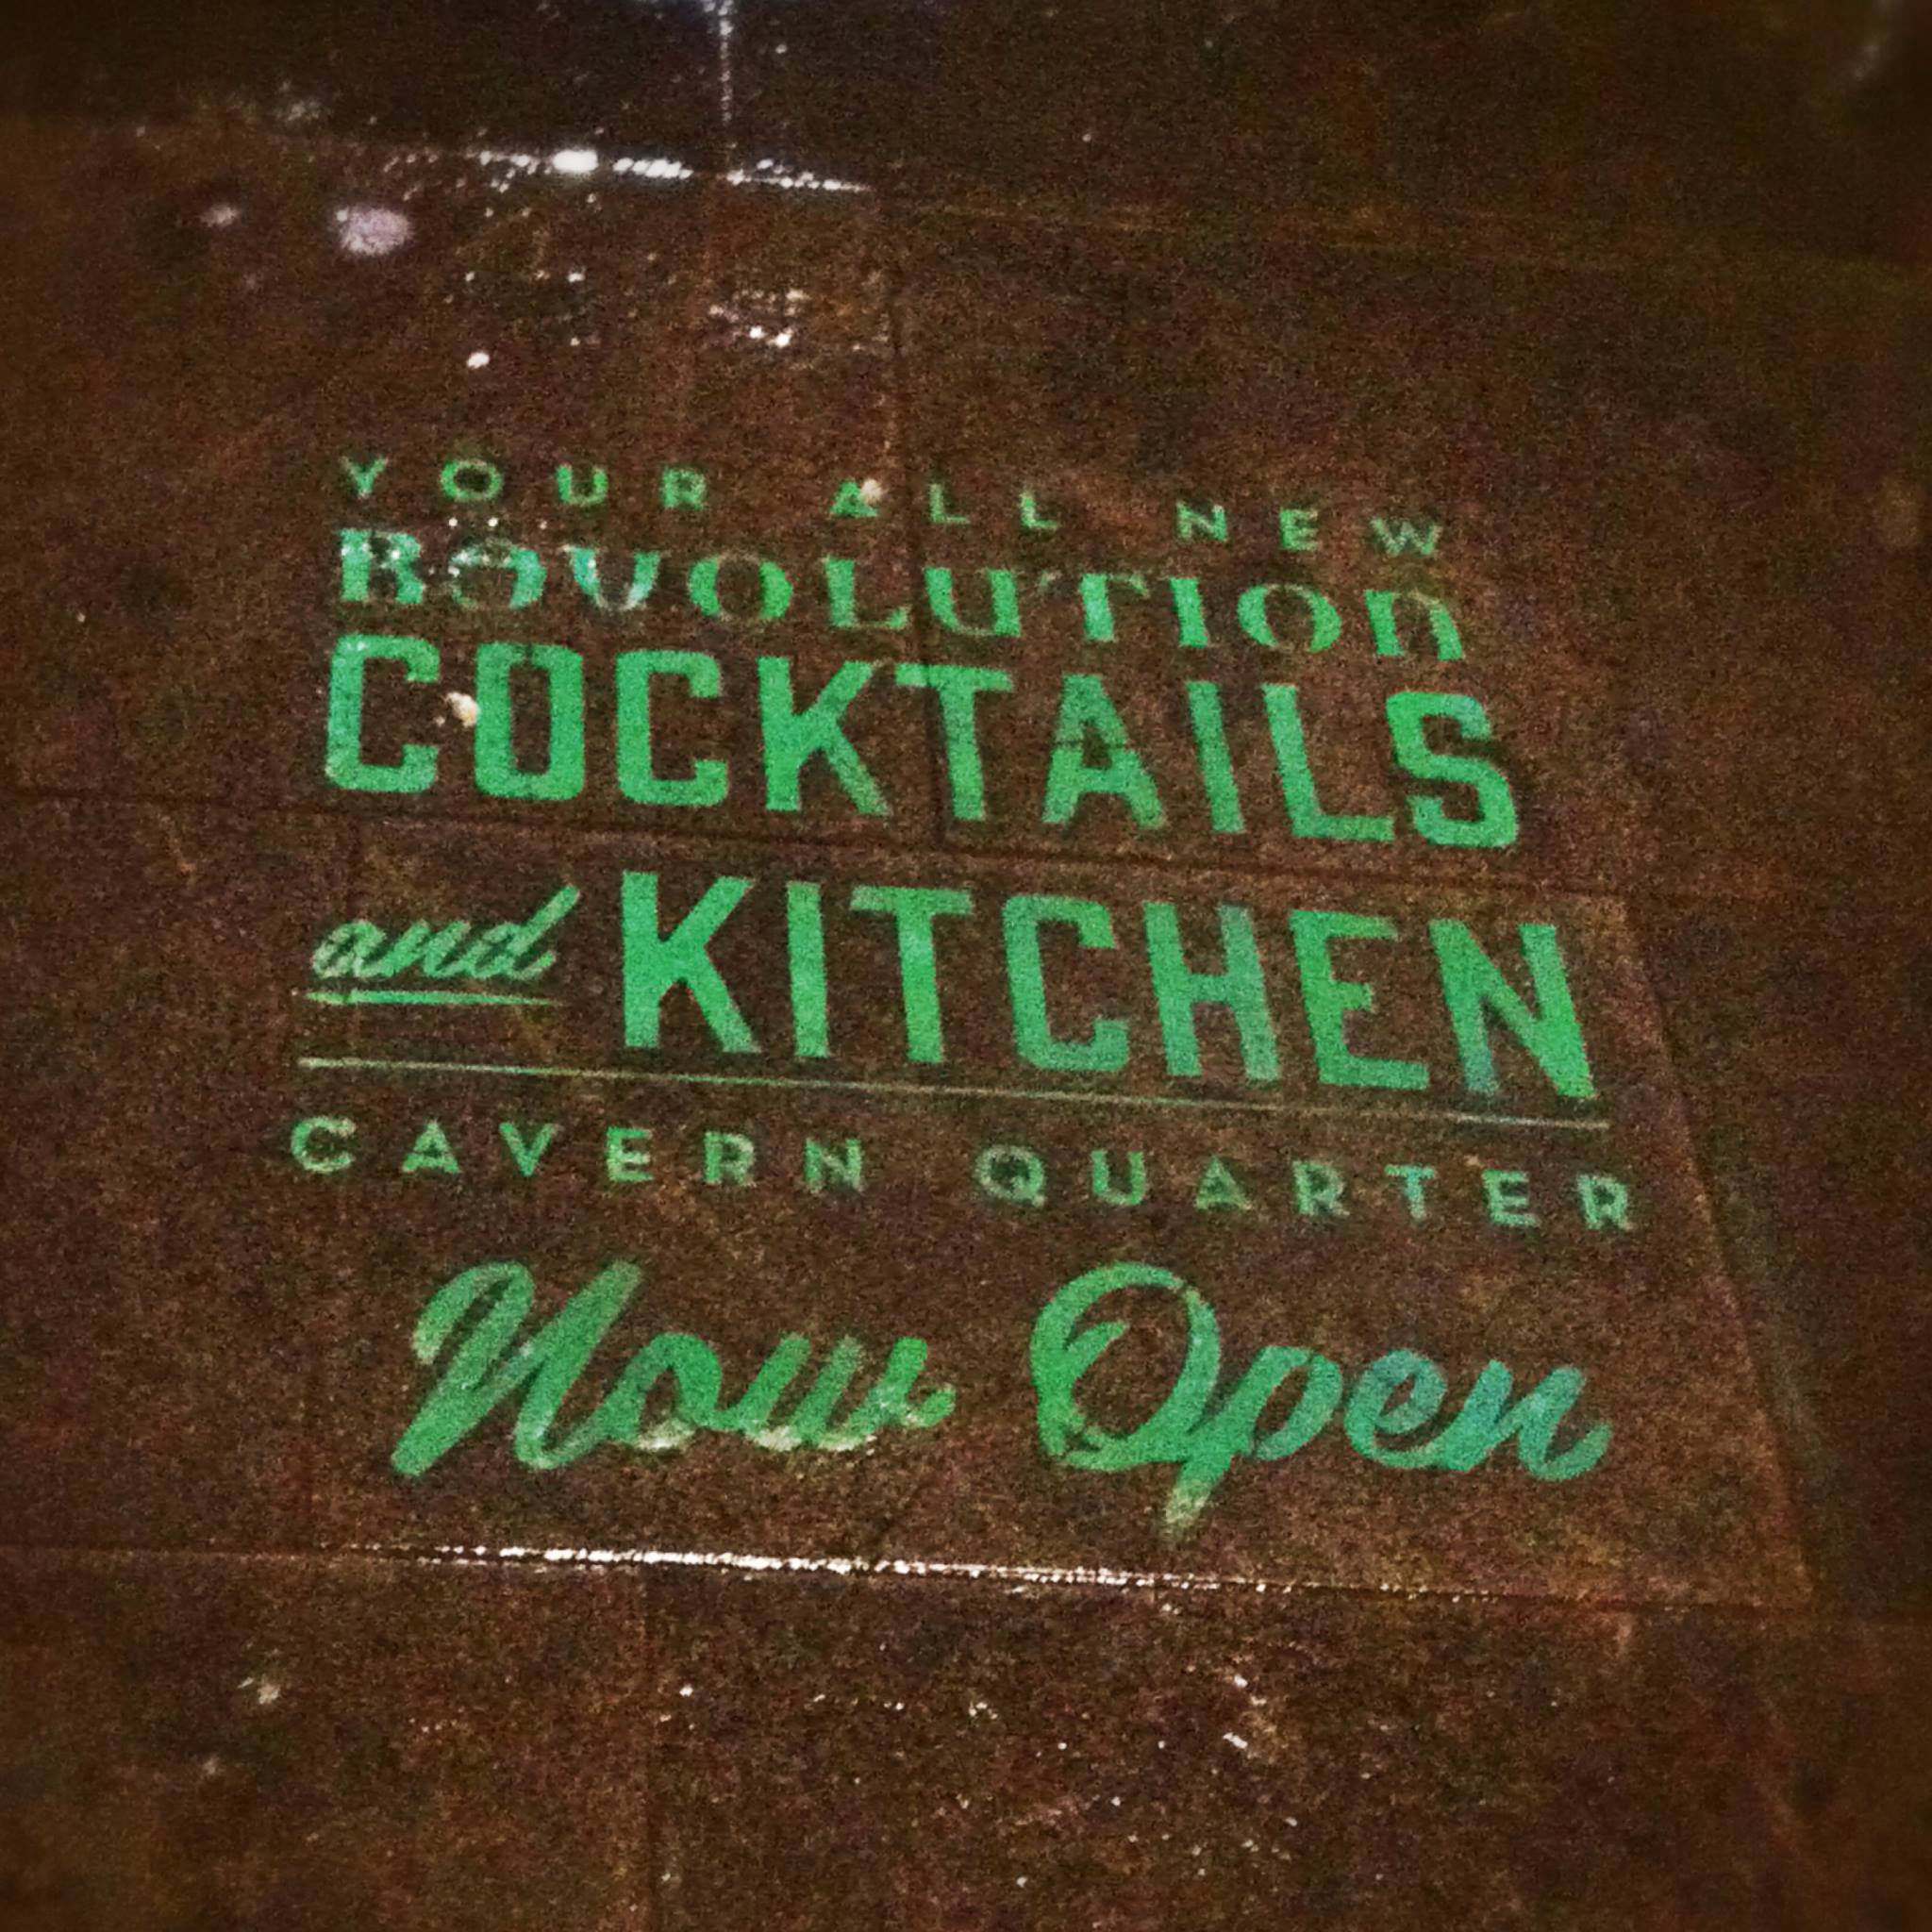 YOUR ALL NEW
REVOLUTION
COCKTAILS
and KITCHEN
CAVERN QUARTER
Now Open